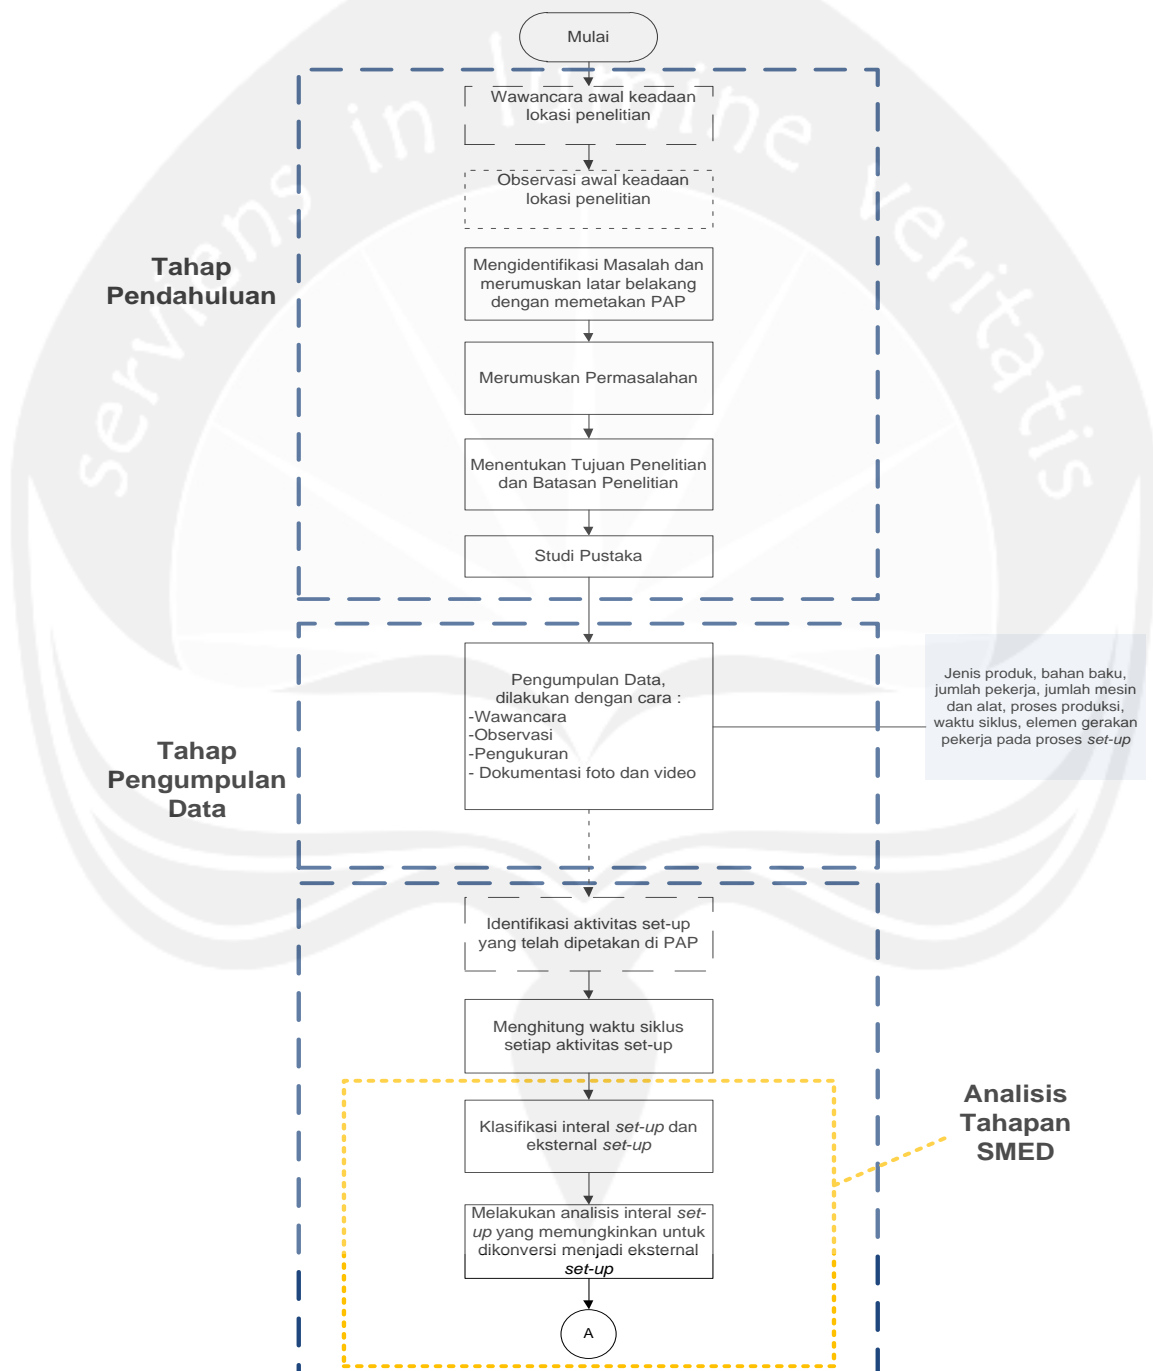 Mulai
serviens in lumine veritatis
Wawancara awal keadaan
lokasi penelitian
Observasi awal keadaan
lokasi penelitian
Tahap
Pendahuluan
Mengidentifikasi Masalah dan
merumuskan latar belakang
dengan memetakan PAP
Merumuskan Permasalahan
Menentukan Tujuan Penelitian
dan Batasan Penelitian
Studi Pustaka
Tahap
Pengumpulan
Data
Pengumpulan Data,
dilakukan dengan cara :
-Wawancara
-Observasi
-Pengukuran
- Dokumentasi foto dan video
Jenis produk, bahan baku,
jumlah pekerja, jumlah mesin
dan alat, proses produksi,
waktu siklus, elemen gerakan
pekerja pada proses set-up
Identifikasi aktivitas set-up
yang telah dipetakan di PAP
Menghitung waktu siklus
setiap aktivitas set-up
Klasifikasi interal set-up dan
eksternal set-up
Analisis
Tahapan
SMED
Melakukan analisis interal set-
up yang memungkinkan untuk
dikonversi menjadi eksternal
set-up
A